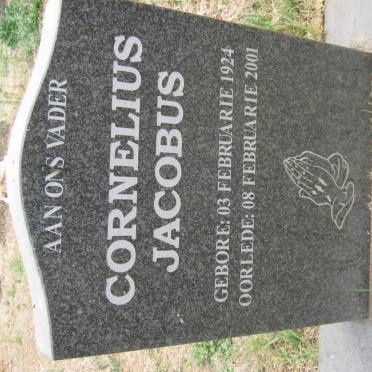 AAN ONS VADER
CORNELIUS
JACOBUS
GEBORE: 03 FEBRUARIE 1924
OORLEDE: 08 FEBRUARIE 2001